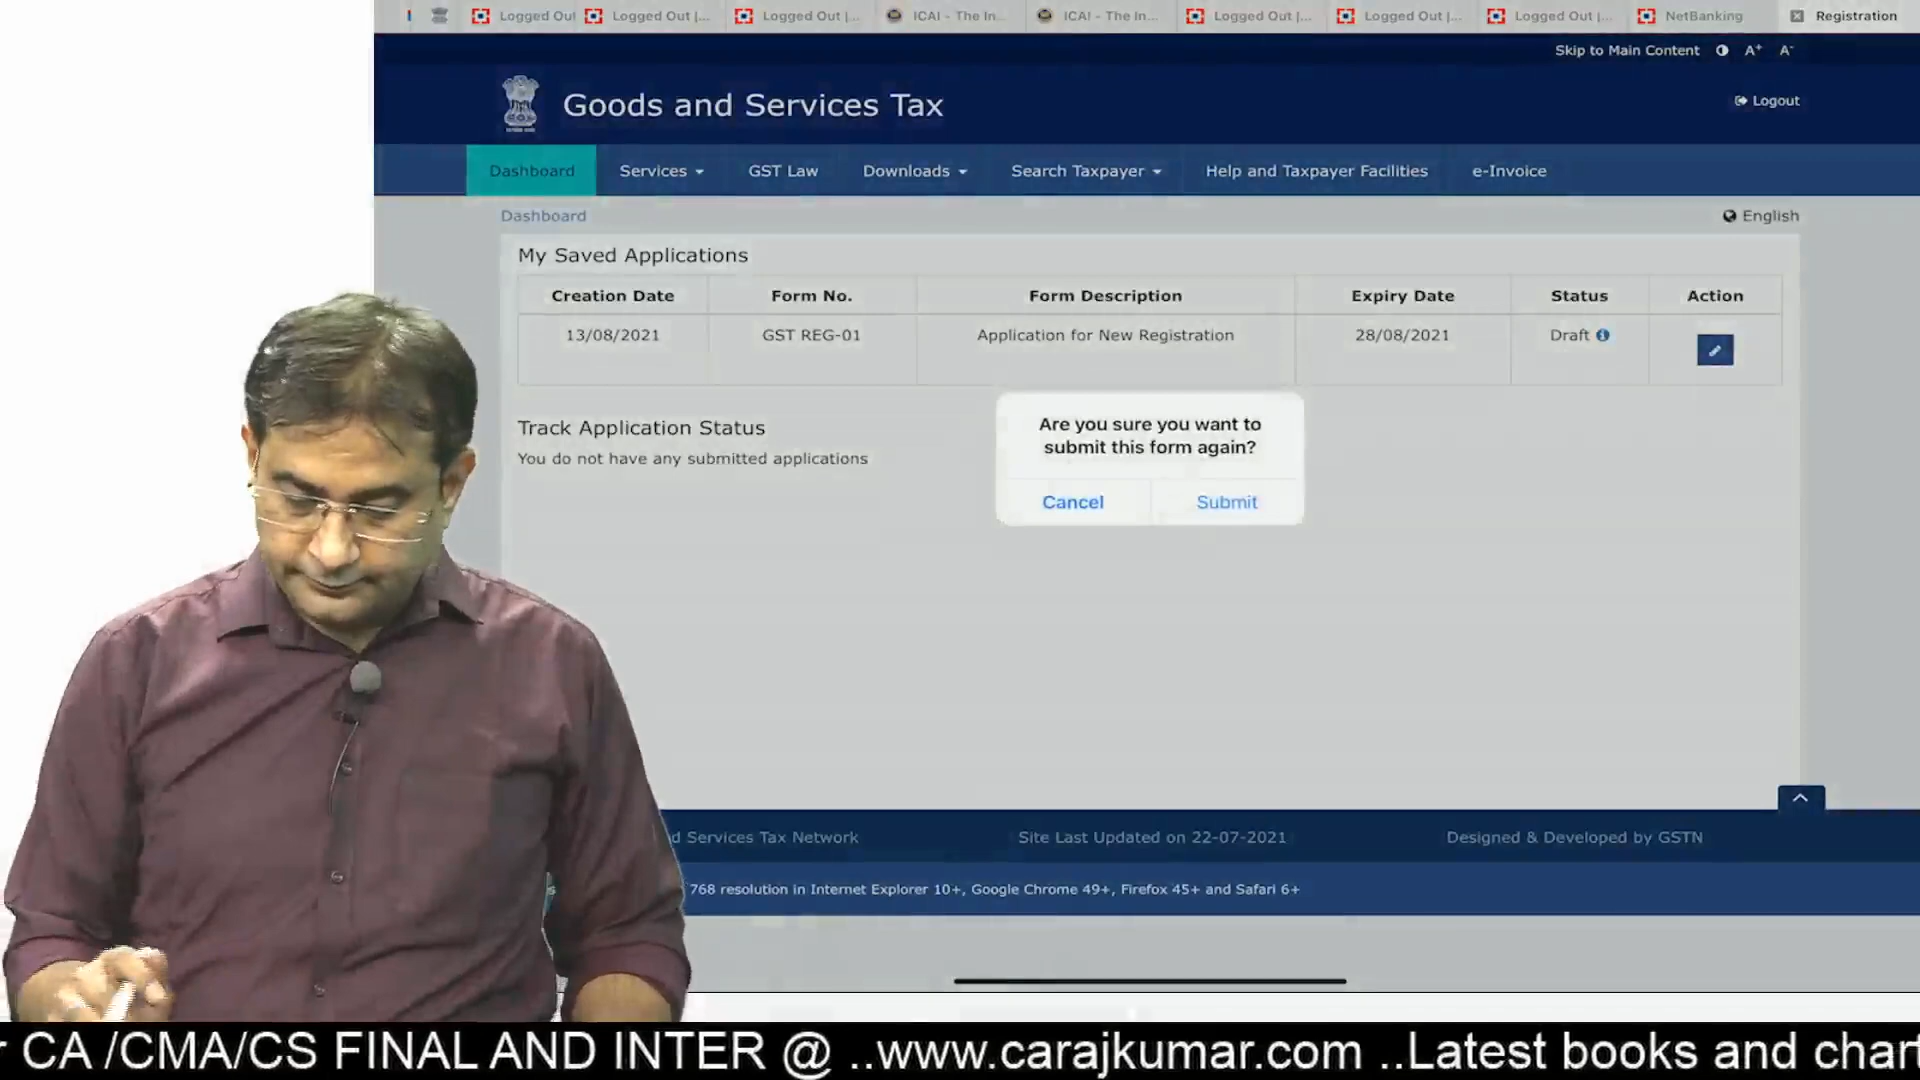 Logged Out
Logged Out |...
Logged Out |...
ICAI - The In...
ICAI - The In...
Logged Out |...
Logged Out |...
Logged Out |...
NetBanking
Registration
Skip to Main Content A+ A-
Goods and Services Tax
Logout
Dashboard Services GST Law Downloads Search Taxpayer Help and Taxpayer Facilities e-Invoice
Dashboard
English
My Saved Applications
Creation Date Form No. Form Description Expiry Date Status Action
13/08/2021 GST REG-01 Application for New Registration 28/08/2021 Draft
Track Application Status
You do not have any submitted applications
Are you sure you want to
submit this form again?
Cancel Submit
d Services Tax Network Site Last Updated on 22-07-2021 Designed & Developed by GSTN
768 resolution in Internet Explorer 10+, Google Chrome 49+, Firefox 45+ and Safari 6+
r CA /CMA/CS FINAL AND INTER @ ..www.carajkumar.com ..Latest books and chart